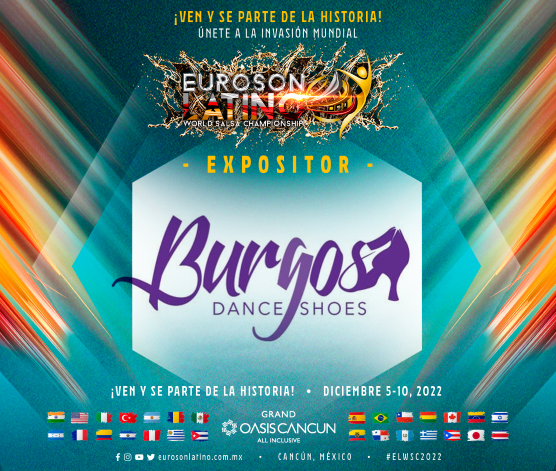 ¡VEN Y SE PARTE DE LA HISTORIA!
ÚNETE A LA INVASIÓN MUNDIAL
EUROSON
LATINO
WORLD SALSA CHAMPIONSHIP
- EXPOSITOR -
Burgos
DANCE SHOES
¡VEN Y SE PARTE DE LA HISTORIA! • DICIEMBRE 5-10, 2022
GRAND
OASIS CANCUN
ALL INCLUSIVE
eurosonlatino.com.mx • CANCÚN, MÉXICO • #ELWSC2022